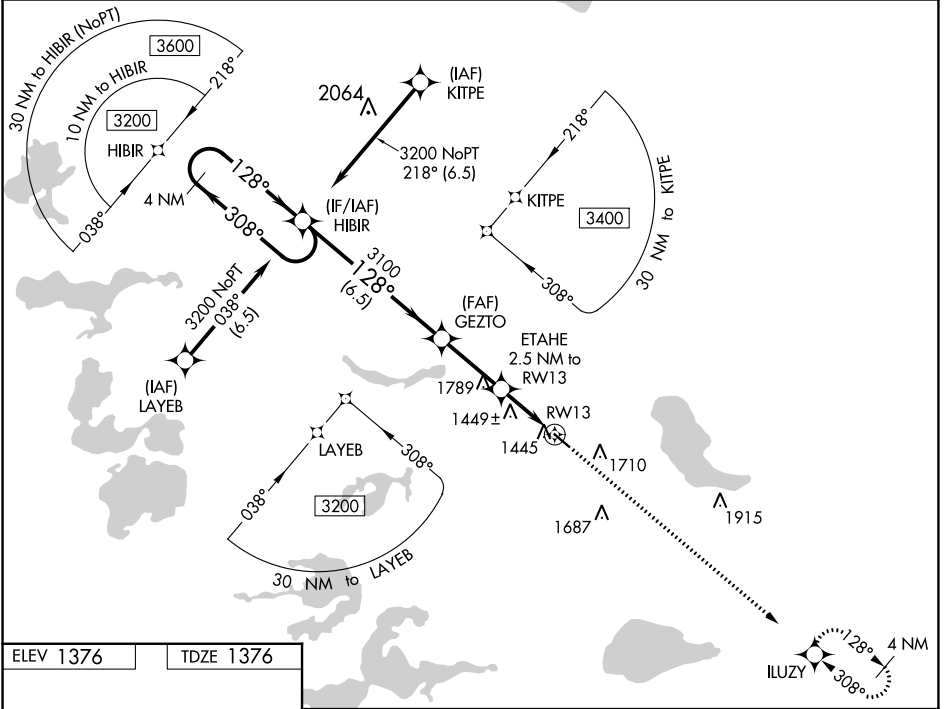 30 NM to HIBIR (NoPT)
3600
218°
10 NM to HIBIR
3200
HIBIR
038°
2064
(IAF)
KITPE
3200 NoPT
218° (6.5)
128°
4 NM
308°
(IF/IAF)
HIBIR
218°
KITPE
3400
308°
30 NM to KITPE
3100
128°
(6.5)
3200 NoPT
038°
(6.5)
(IAF)
LAYEB
(FAF)
GEZTO
ETAHE
2.5 NM to
RW13
1789
1449±
1445
RW13
1710
1687
1915
LAYEB
308°
038°
3200
30 NM to LAYEB
ELEV 1376
TDZE 1376
ILUZY
128°
4 NM
308°